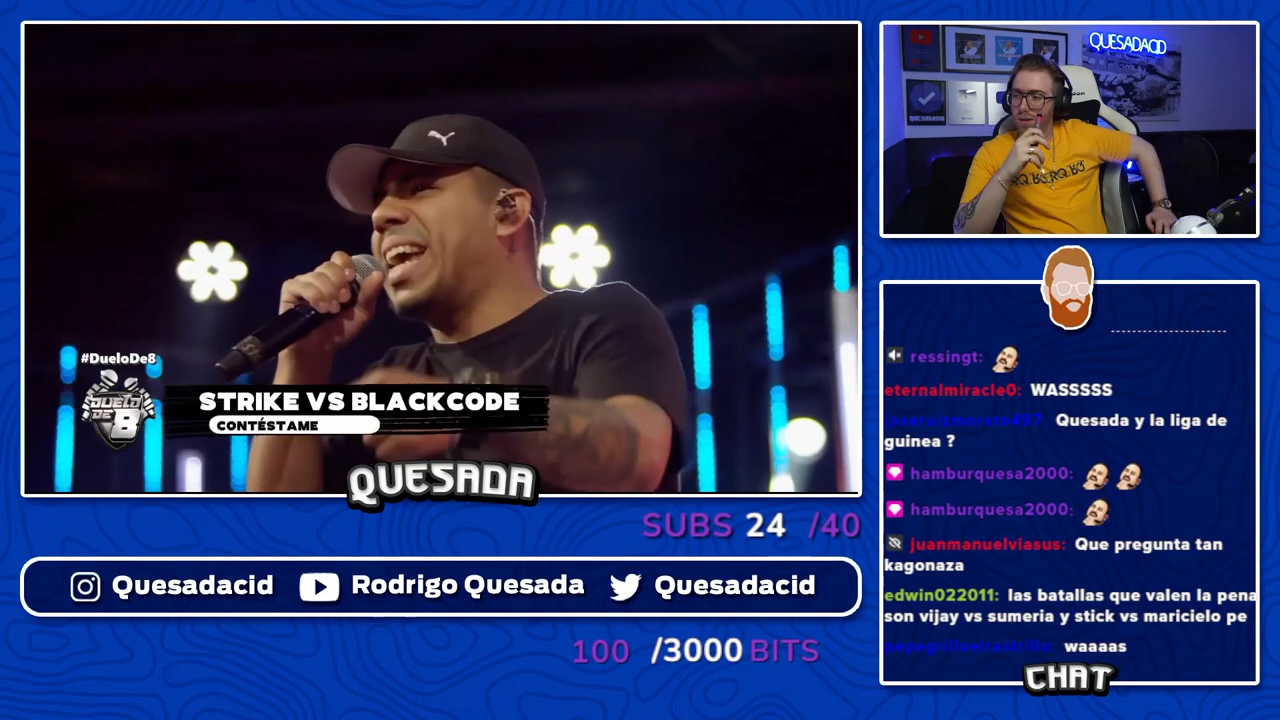 #DueloDe8
DUELO
DE 8
STRIKE VS BLACKCODE
CONTÉSTAME
QUESADA
QUESADACID
SUBS 24 /40
Quesadacid
Rodrigo Quesada
Quesadacid
100 /3000 BITS
ressingt:
eternalmiracle0: WASSSSS
joseruizmorato497: Quesada y la liga de
guinea ?
hamburquesa2000:
hamburquesa2000:
juanmanuelviasus: Que pregunta tan
kagonaza
edwin022011: las batallas que valen la pena
son vijay vs sumeria y stick vs maricielo pe
pepegrilloelrastrillo: waaaas
CHAT